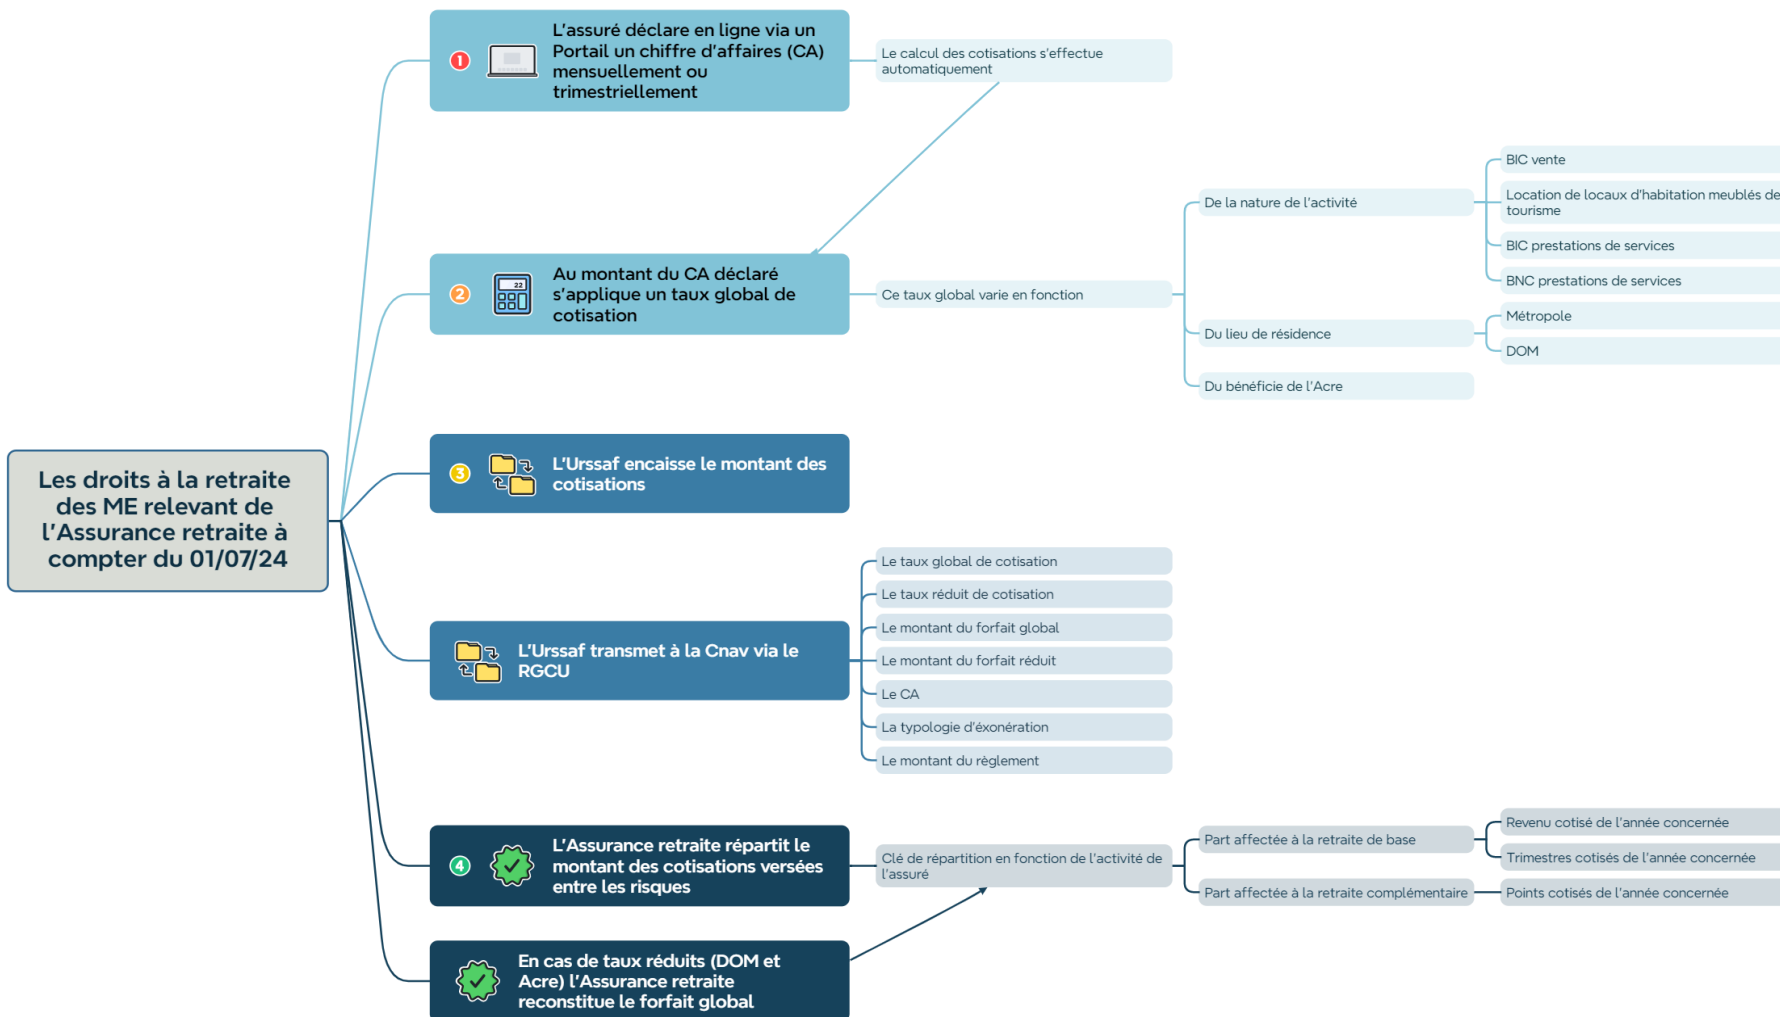 Les droits à la retraite
des ME relevant de
l'Assurance retraite à
compter du 01/07/24
1
L'assuré déclare en ligne via un
Portail un chiffre d'affaires (CA)
mensuellement ou
trimestriellement
Le calcul des cotisations s'effectue
automatiquement
2
22
Au montant du CA déclaré
s'applique un taux global de
cotisation
Ce taux global varie en fonction
De la nature de l'activité
BIC vente
Location de locaux d'habitation meublés de
tourisme
BIC prestations de services
BNC prestations de services
Du lieu de résidence
Métropole
DOM
Du bénéficie de l'Acre
3
L'Urssaf encaisse le montant des
cotisations
L'Urssaf transmet à la Cnav via le
RGCU
Le taux global de cotisation
Le taux réduit de cotisation
Le montant du forfait global
Le montant du forfait réduit
Le CA
La typologie d'éxonération
Le montant du règlement
4
L'Assurance retraite répartit le
montant des cotisations versées
entre les risques
Clé de répartition en fonction de l'activité de
l'assuré
Part affectée à la retraite de base
Revenu cotisé de l'année concernée
Trimestres cotisés de l'année concernée
Part affectée à la retraite complémentaire
Points cotisés de l'année concernée
En cas de taux réduits (DOM et
Acre) l'Assurance retraite
reconstitue le forfait global